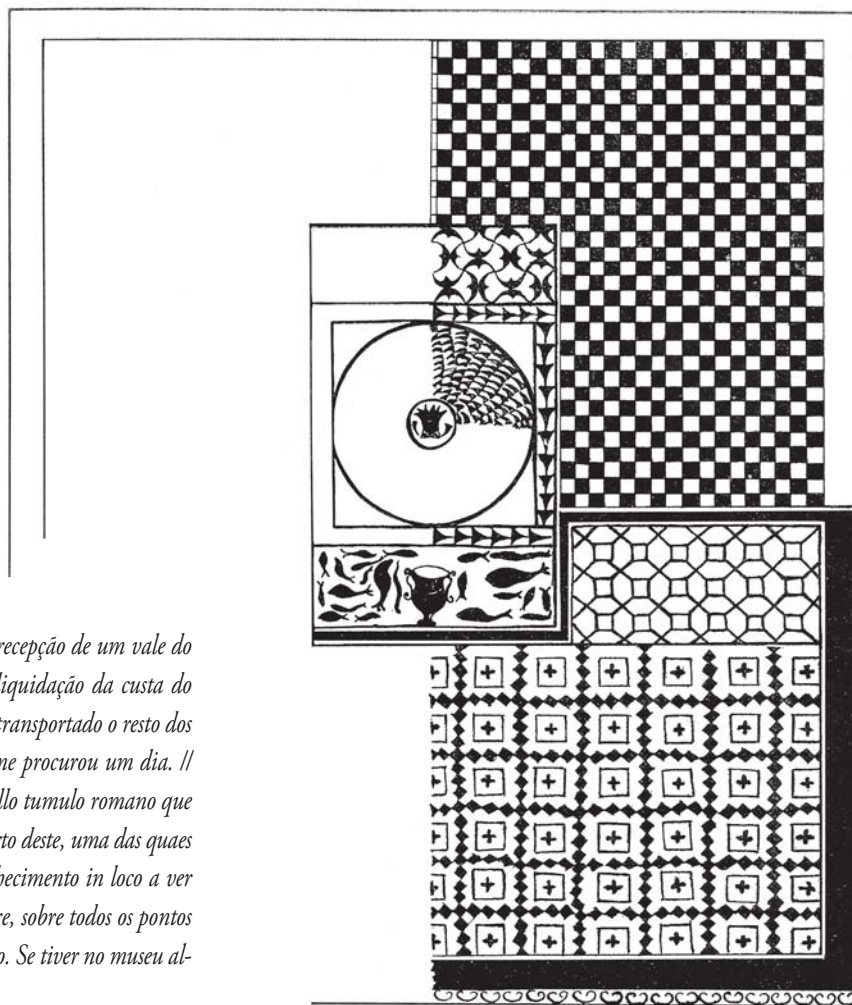 recepção de um vale do
liquidação da custa do
transportado o resto dos
me procurou um dia. //
llo tumulo romano que
rto deste, uma das quaes
hecimento in loco a ver
re, sobre todos os pontos
o. Se tiver no museu al-